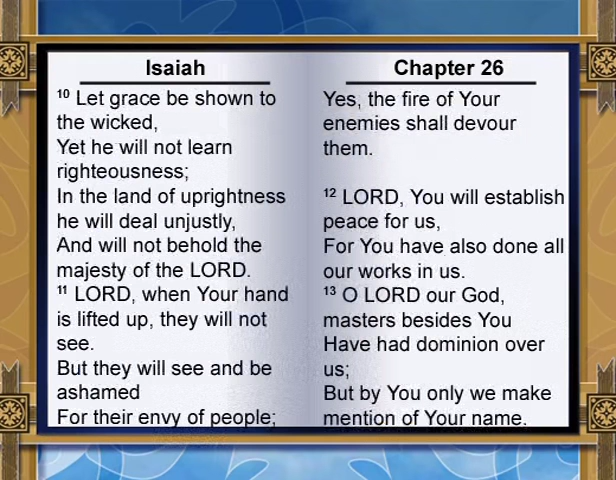 Isaiah
10 Let grace be shown to
the wicked,
Yet he will not learn
righteousness;
In the land of uprightness
he will deal unjustly,
And will not behold the
majesty of the LORD.
11 LORD, when Your hand
is lifted up, they will not
see.
But they will see and be
ashamed
For their envy of people;
Chapter 26
Yes, the fire of Your
enemies shall devour
them.
12 LORD, You will establish
peace for us,
For You have also done all
our works in us.
13 O LORD our God,
masters besides You
Have had dominion over
us;
But by You only we make
mention of Your name.